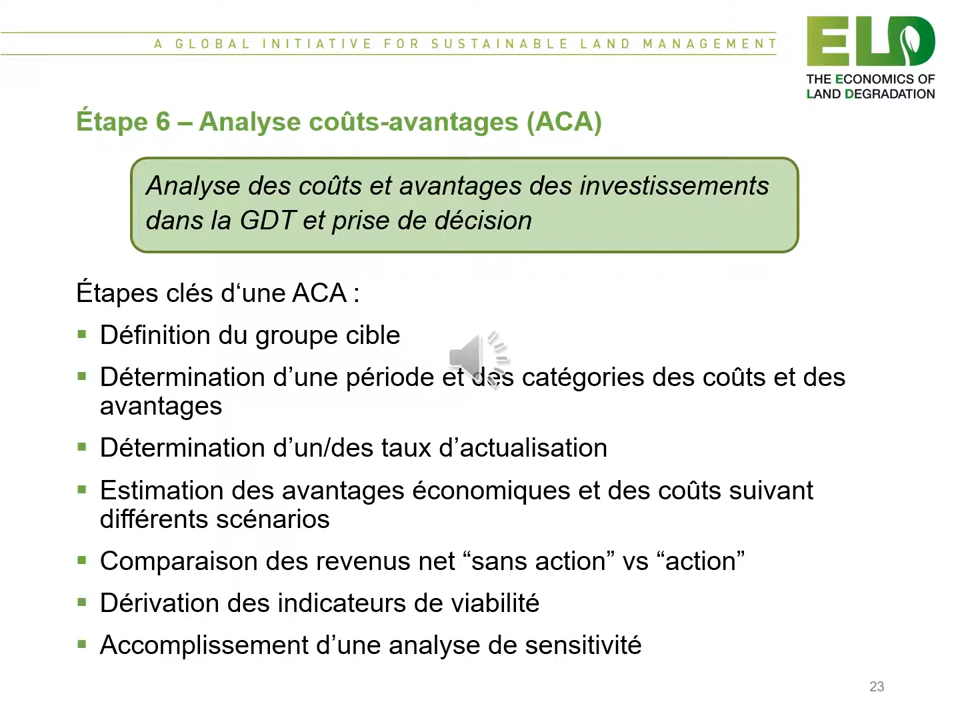 A GLOBAL INITIATIVE FOR SUSTAINABLE LAND MANAGEMENT
ELD
THE ECONOMICS OF
LAND DEGRADATION
Étape 6 – Analyse coûts-avantages (ACA)
Analyse des coûts et avantages des investissements
dans la GDT et prise de décision
Étapes clés d‘une ACA :
▪ Définition du groupe cible
▪ Détermination d’une période et des catégories des coûts et des
avantages
▪ Détermination d’un/des taux d’actualisation
▪ Estimation des avantages économiques et des coûts suivant
différents scénarios
▪ Comparaison des revenus net “sans action” vs “action”
▪ Dérivation des indicateurs de viabilité
▪ Accomplissement d’une analyse de sensitivité
23